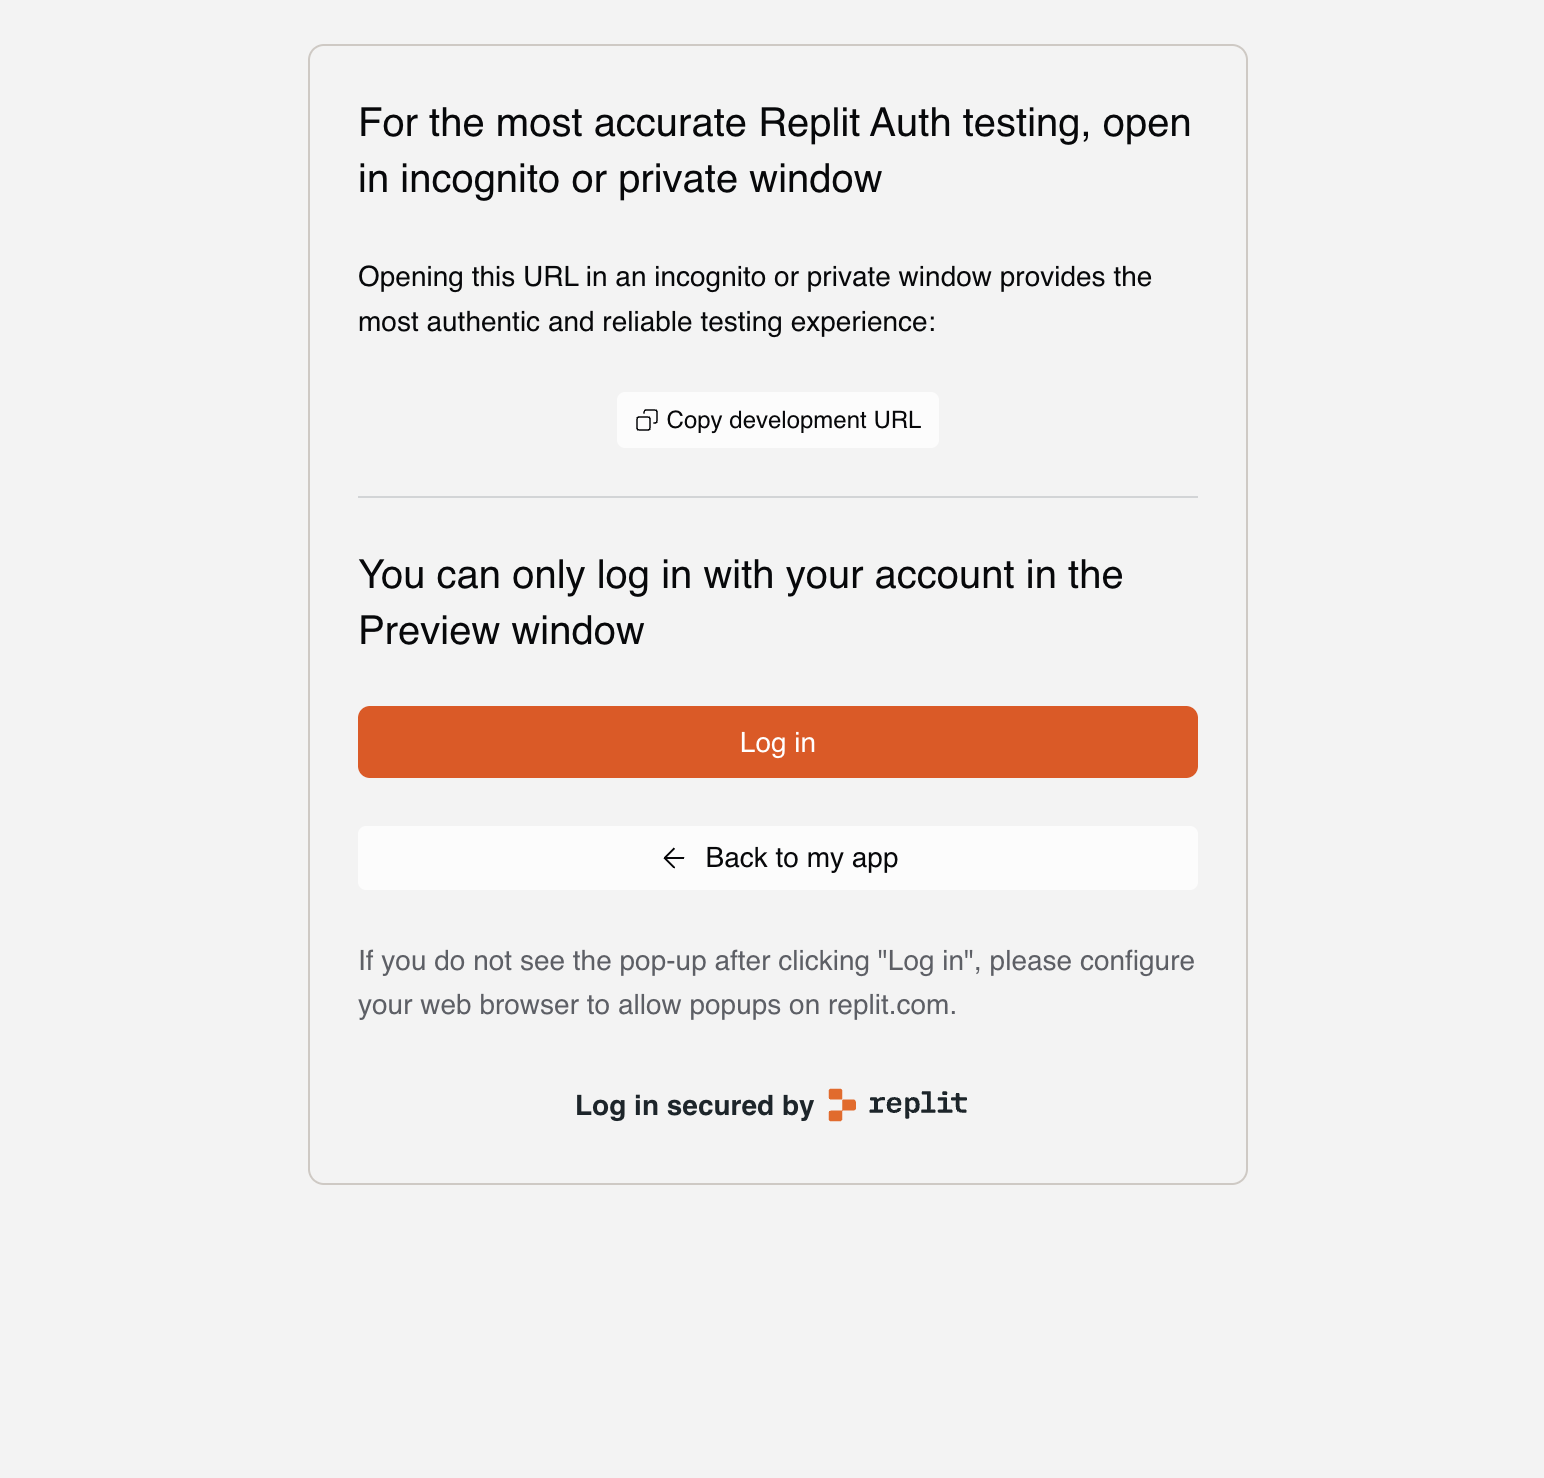 For the most accurate Replit Auth testing, open
in incognito or private window
Opening this URL in an incognito or private window provides the
most authentic and reliable testing experience:
Copy development URL
You can only log in with your account in the
Preview window
Log in
Back to my app
If you do not see the pop-up after clicking "Log in", please configure
your web browser to allow popups on replit.com.
Log in secured by replit